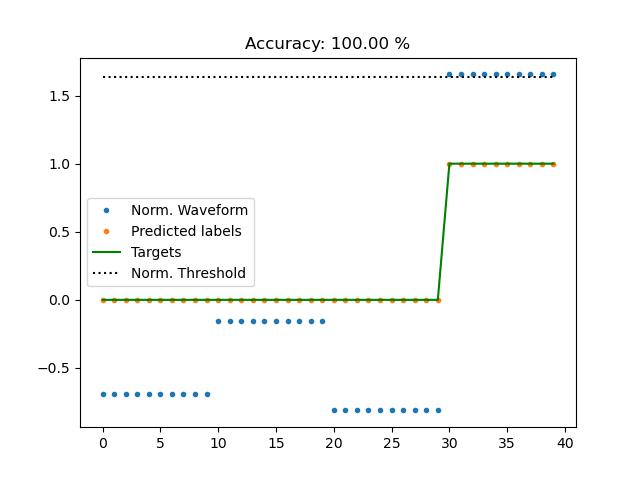 Accuracy: 100.00 %
1.5
1.0
0.5
0.0
−0.5
Norm. Waveform
Predicted labels
Targets
Norm. Threshold
0 5 10 15 20 25 30 35 40